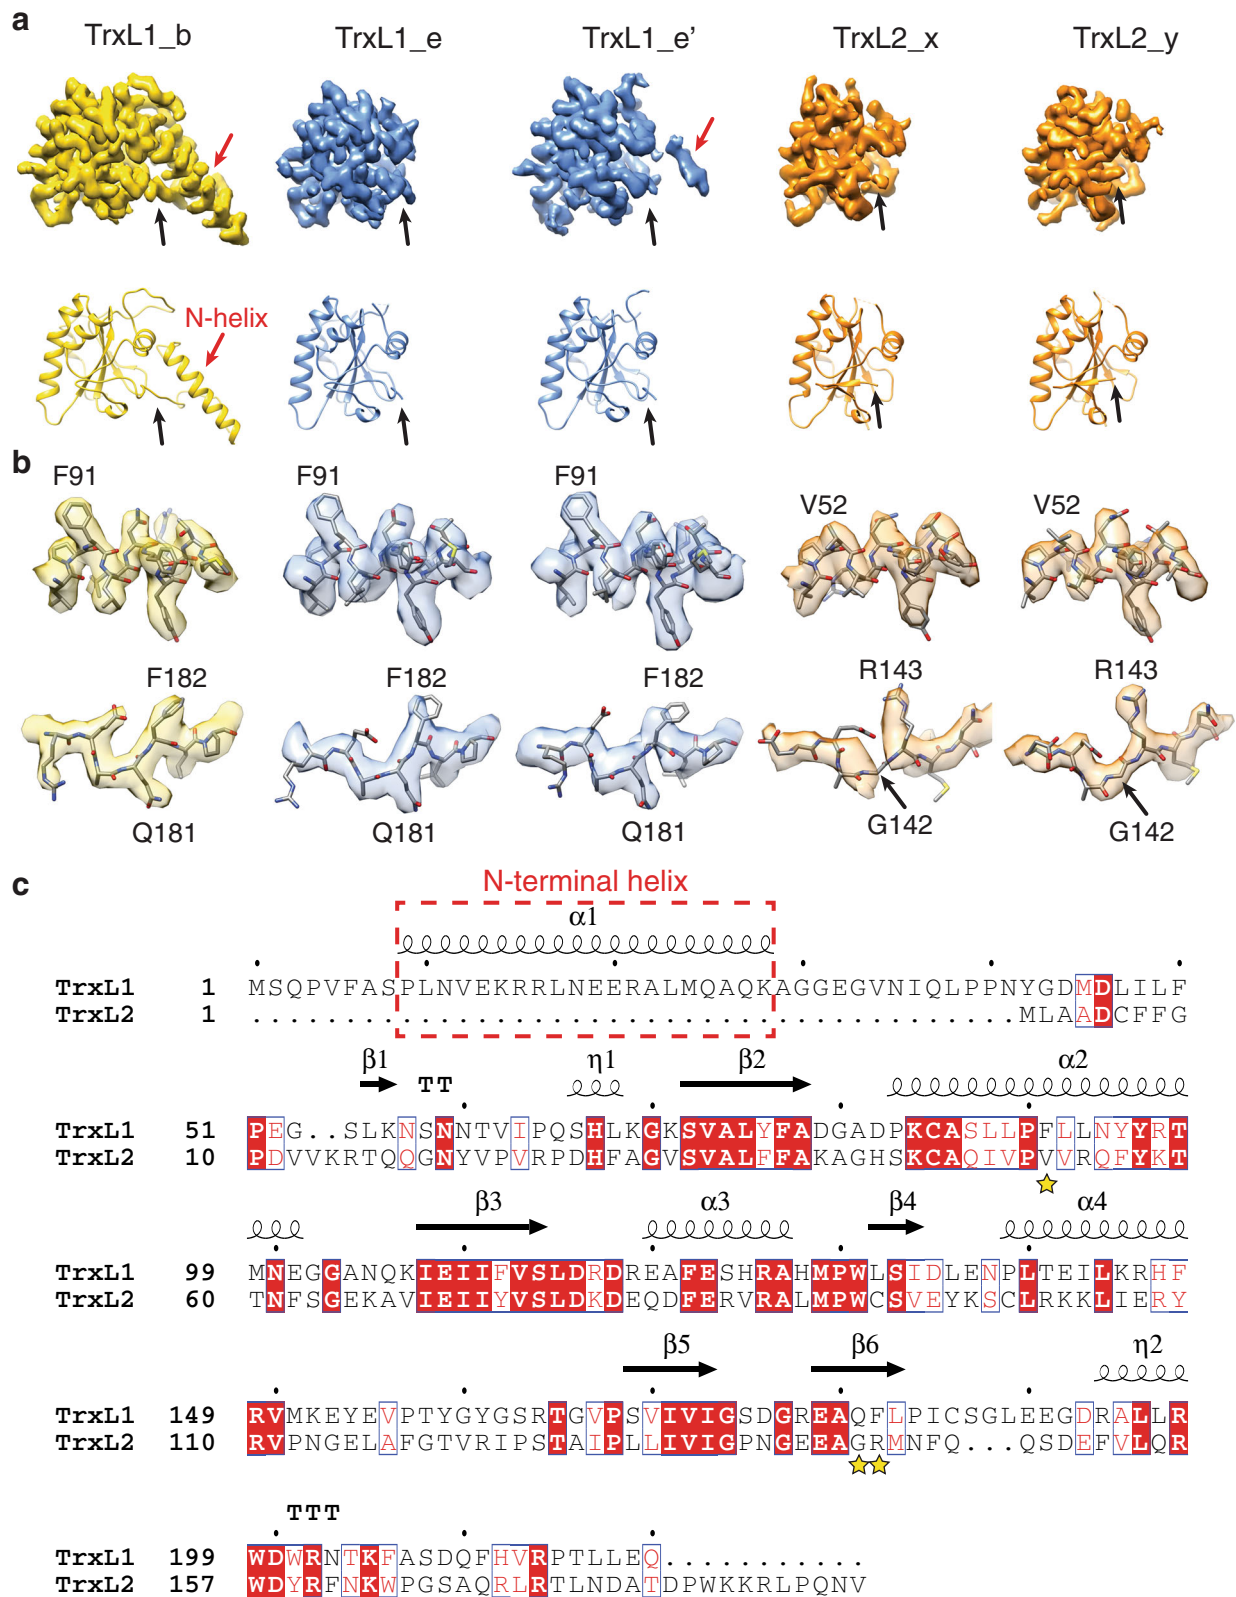 a
TrxL1_b TrxL1_e TrxL1_e’ TrxL2_x TrxL2_y
N-helix
b
F91 F91 F91 V52 V52
F182 F182 F182 R143 R143
Q181 Q181 Q181 G142 G142
c
N-terminal helix
α1
TrxL1 1 MSQPVFASPLNVEKRRLNEERALMQAQKAGGEGVNIQLPPNYGDMDLILF
TrxL2 1 .........................................MLAADCFFG
β1 TT η1 β2 α2
TrxL1 51 PEG..SLKNSNNTVIPQSHLKGKSVALYFADGADPKCASLLPFLLNYYRT
TrxL2 10 PDVVKRTQQGNYVPVRPDHFAGVSVALFFAKAGHSKCAQIVPVVRQFYKT
β3 α3 β4 α4
TrxL1 99 MNEGGANQKIEIIFVSLDRDREAFESHRAHMPWLSIDLENPLTEILKRHF
TrxL2 60 TNFSGEKAVIEIIYVSLDKDEQDFERVRALMPWCSVEYKSCLRKKLIERY
β5 β6 η2
TrxL1 149 RVMKEYEVPTYGYGSRTGVPSVIVIGSDGREAQFLPICSGLEEGDRALLR
TrxL2 110 RVPNGELAFGTVRIPSTAIPLLIVIGPNGEEAGRMNFQ...QSDEFVLQR
TTT
TrxL1 199 WDWRNTKFASDQFHVRPTLLEQ...........
TrxL2 157 WDYRFNKWPGSAQRLRTLNDATDPWKKRLPQNV